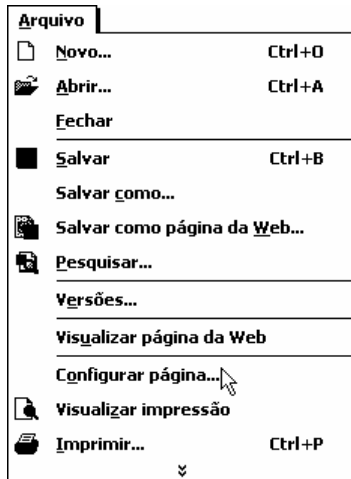 Arquivo
Novo... Ctrl+O
Abrir... Ctrl+A
Fechar
Salvar Ctrl+B
Salvar como...
Salvar como página da Web...
Pesquisar...
Versões...
Visualizar página da Web
Configurar página...
Visualizar impressão
Imprimir... Ctrl+P